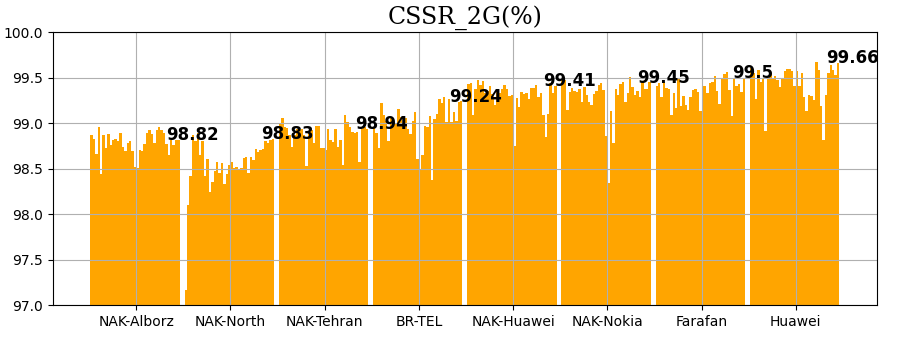 CSSR_2G(%)
100.0
99.5
99.0
98.5
98.0
97.5
97.0
98.82
98.83
98.94
99.24
99.41
99.45
99.5
99.66
NAK-Alborz
NAK-North
NAK-Tehran
BR-TEL
NAK-Huawei
NAK-Nokia
Farafan
Huawei